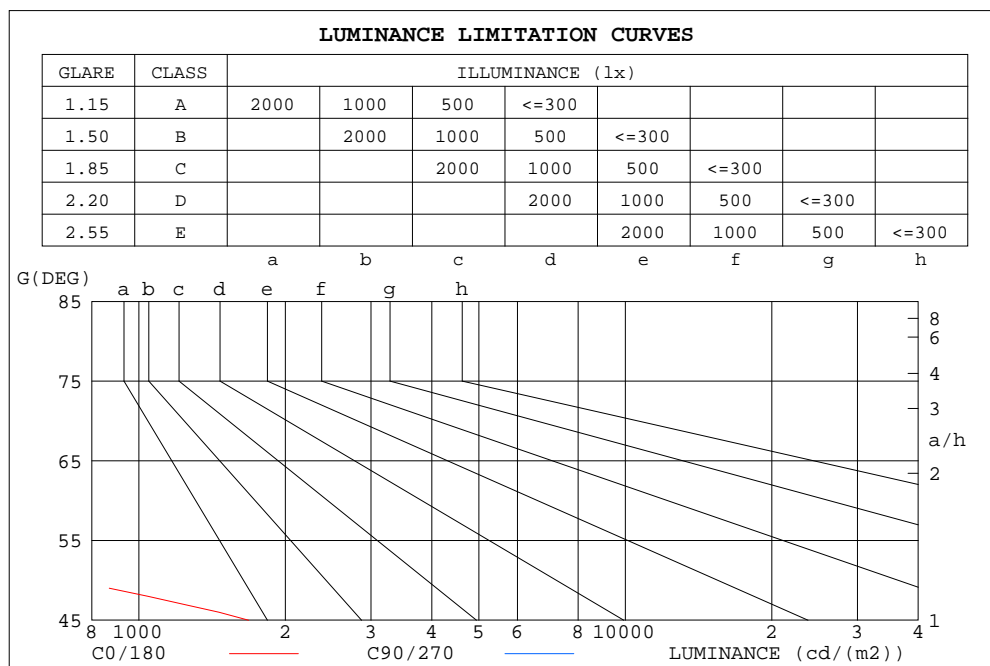 LUMINANCE LIMITATION CURVES
GLARE CLASS ILLUMINANCE (lx)
1.15 A 2000 1000 500 <=300
1.50 B 2000 1000 500 <=300
1.85 C 2000 1000 500 <=300
2.20 D 2000 1000 500 <=300
2.55 E 2000 1000 500 <=300
a b c d e f g h
G(DEG)
a b c d e f g h
85
8
6
75
4
3
a/h
65
2
55
45
1
8 1000 2 3 4 5 6 8 10000 2 3 4
C0/180 C90/270 LUMINANCE (cd/(m2))